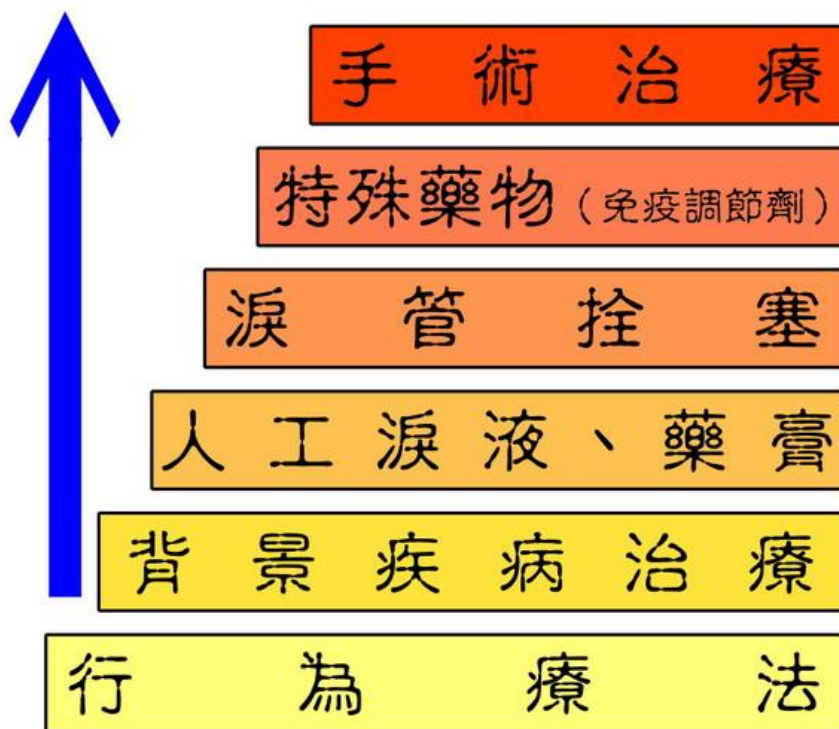 手術治療
特殊藥物(免疫調節劑)
淚管拴塞
人工淚液、藥膏
背景疾病治療
行為療法